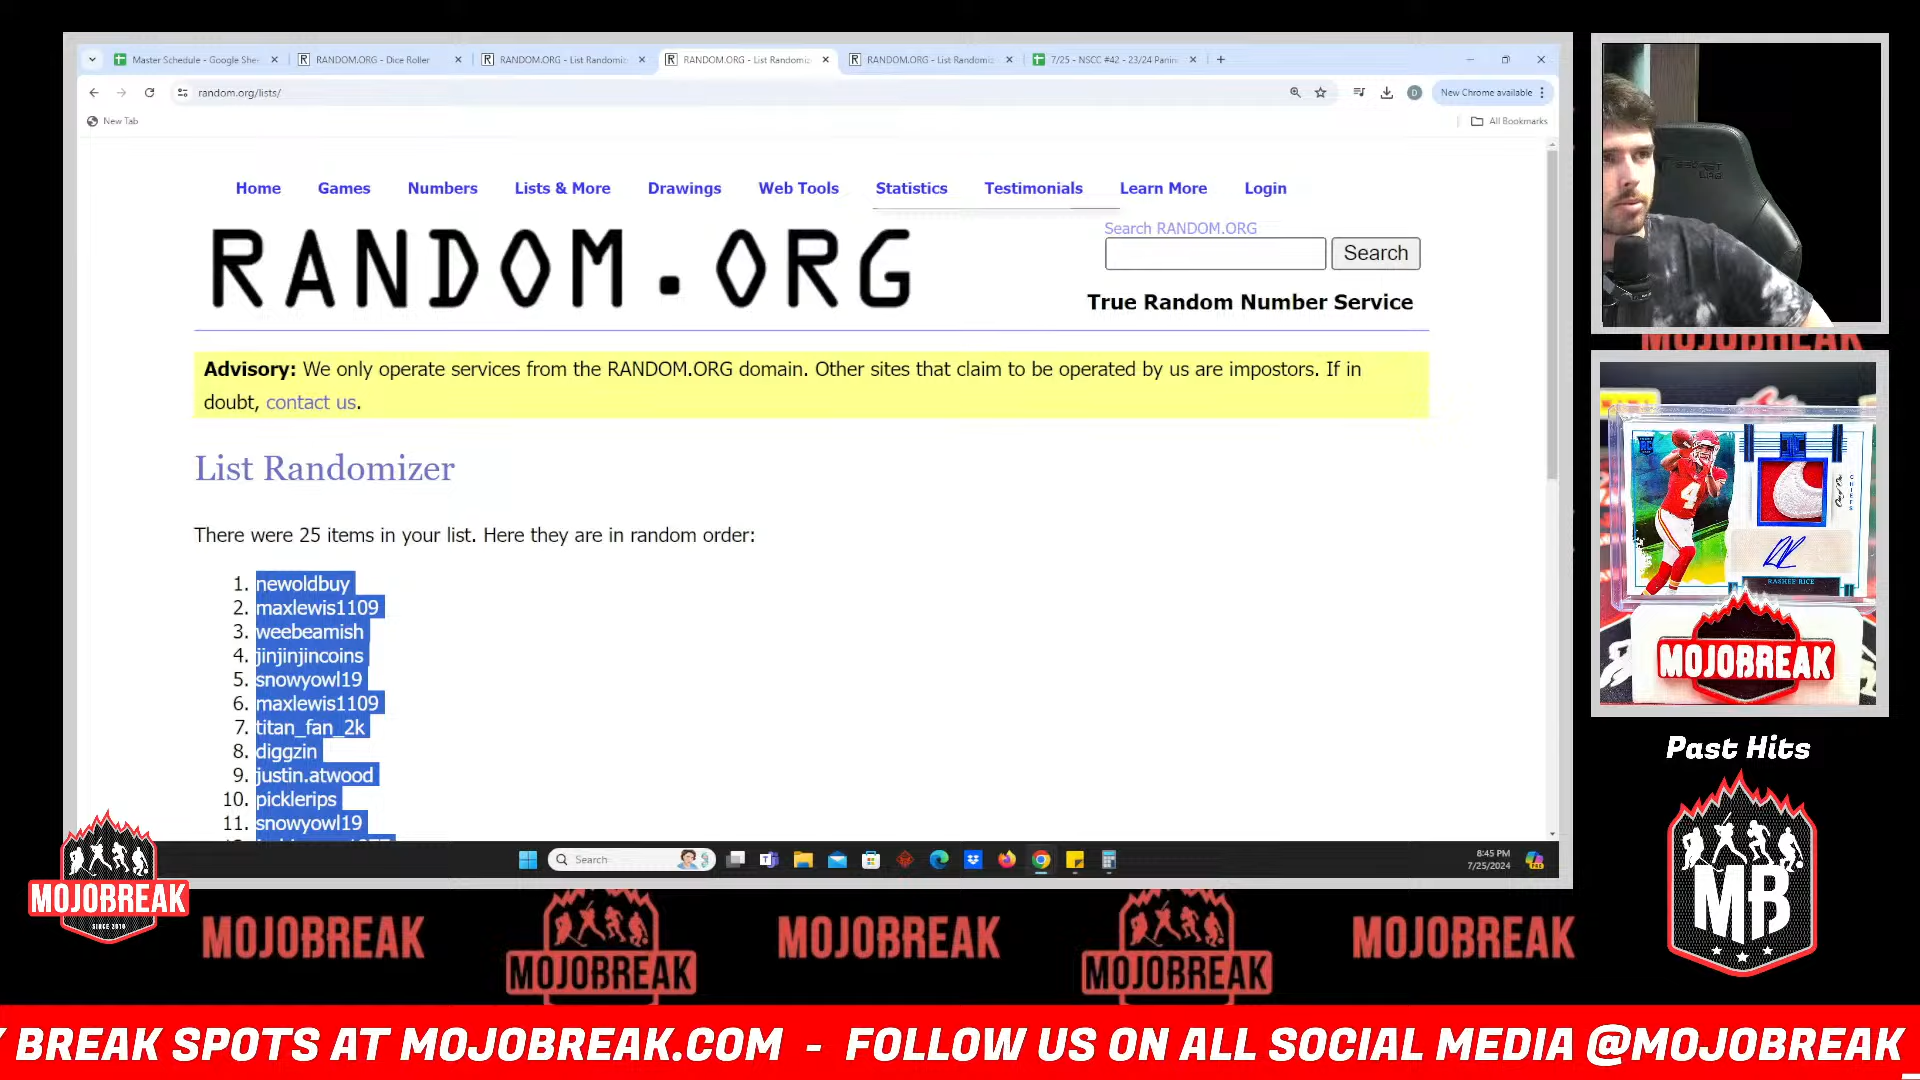 Master Schedule - Google She
RANDOM.ORG - Dice Roller
RANDOM.ORG - List Randomiz
RANDOM.ORG - List Randomiz
RANDOM.ORG - List Randomiz
7/25 - NSCC #42 - 23/24 Panini
random.org/lists/
New Chrome available
New Tab
All Bookmarks
Home Games Numbers Lists & More Drawings Web Tools Statistics Testimonials Learn More Login
RANDOM.ORG
Search RANDOM.ORG
Search
True Random Number Service
Advisory: We only operate services from the RANDOM.ORG domain. Other sites that claim to be operated by us are impostors. If in
doubt, contact us.
List Randomizer
There were 25 items in your list. Here they are in random order:
1. newoldbuy
2. maxlewis1109
3. weebeamish
4. jinjinjincoins
5. snowyowl19
6. maxlewis1109
7. titan_fan_2k
8. diggzin
9. justin.atwood
10. picklerips
11. snowyowl19
Search
8:45 PM
7/25/2024
CHIEFS
RASHEE RICE
MOJOBREAK
Past Hits
MB
MOJOBREAK
SINCE 2010
MOJOBREAK
MOJOBREAK
MOJOBREAK
MOJOBREAK
MOJOBREAK
BREAK SPOTS AT MOJOBREAK.COM - FOLLOW US ON ALL SOCIAL MEDIA @MOJOBREAK